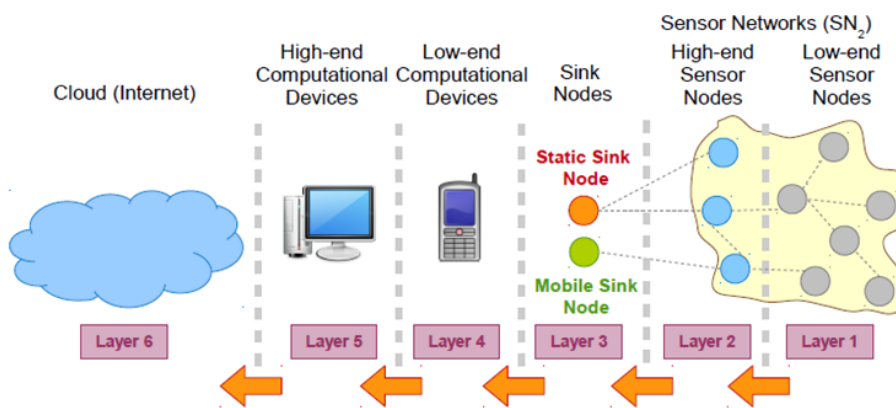 Sensor Networks (SN₂)
Cloud (Internet)
High-end
Computational
Devices
Low-end
Computational
Devices
Sink
Nodes
High-end
Sensor
Nodes
Low-end
Sensor
Nodes
Static Sink
Node
Mobile Sink
Node
Layer 6
Layer 5
Layer 4
Layer 3
Layer 2
Layer 1